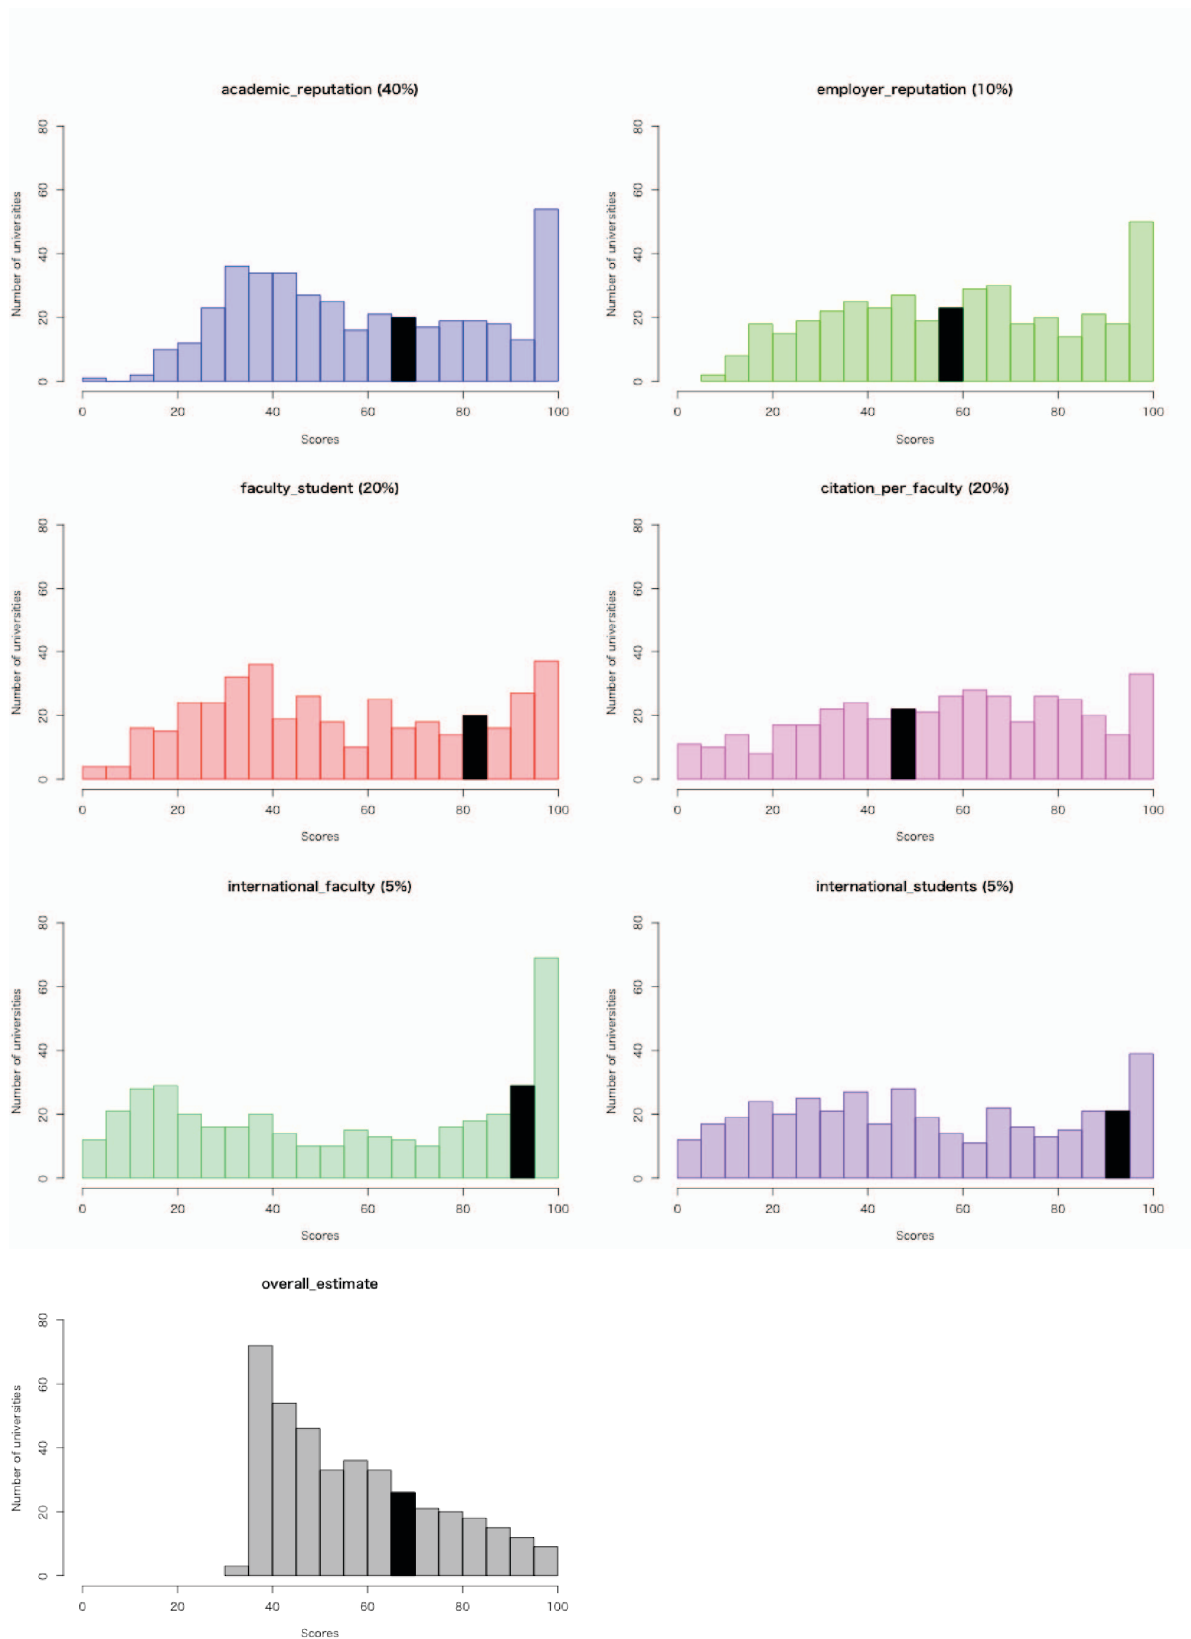 academic_reputation (40%)
Number of universities
0 20 40 60 80
0 20 40 60 80 100
Scores
employer_reputation (10%)
Number of universities
0 20 40 60 80
0 20 40 60 80 100
Scores
faculty_student (20%)
Number of universities
0 20 40 60 80
0 20 40 60 80 100
Scores
citation_per_faculty (20%)
Number of universities
0 20 40 60 80
0 20 40 60 80 100
Scores
international_faculty (5%)
Number of universities
0 20 40 60 80
0 20 40 60 80 100
Scores
international_students (5%)
Number of universities
0 20 40 60 80
0 20 40 60 80 100
Scores
overall_estimate
Number of universities
0 20 40 60 80
0 20 40 60 80 100
Scores